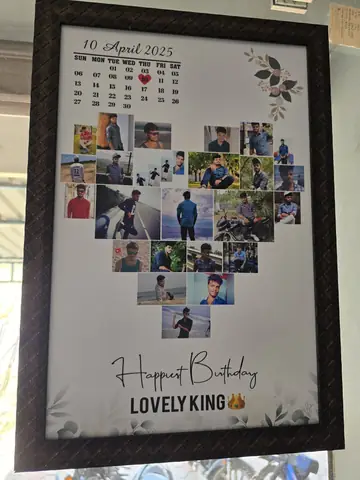 10 April 2025
SUN MON TUE WED THU FRI SAT
01 02 03 04 05
06 07 08 09 10 11 12
13 14 15 16 17 18 19
20 21 22 23 24 25 26
27 28 29 30
Happiest Birthday
LOVELY KING